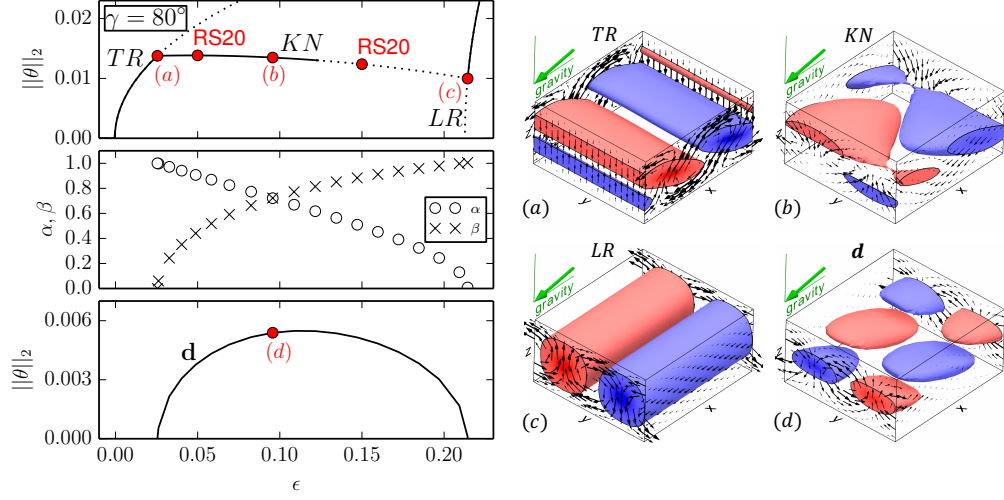 γ = 80°
||θ||₂
0.02
0.01
0.00
TR
(a)
RS20
(b)
KN
RS20
(c)
LR
α, β
1.0
0.8
0.6
0.4
0.2
0.0
α
β
||θ||₂
0.006
0.003
0.000
d
(d)
0.00 0.05 0.10 0.15 0.20
ϵ
TR
gravity
y
x
(a)
KN
gravity
y
x
(b)
LR
gravity
y
x
(c)
d
gravity
y
x
(d)